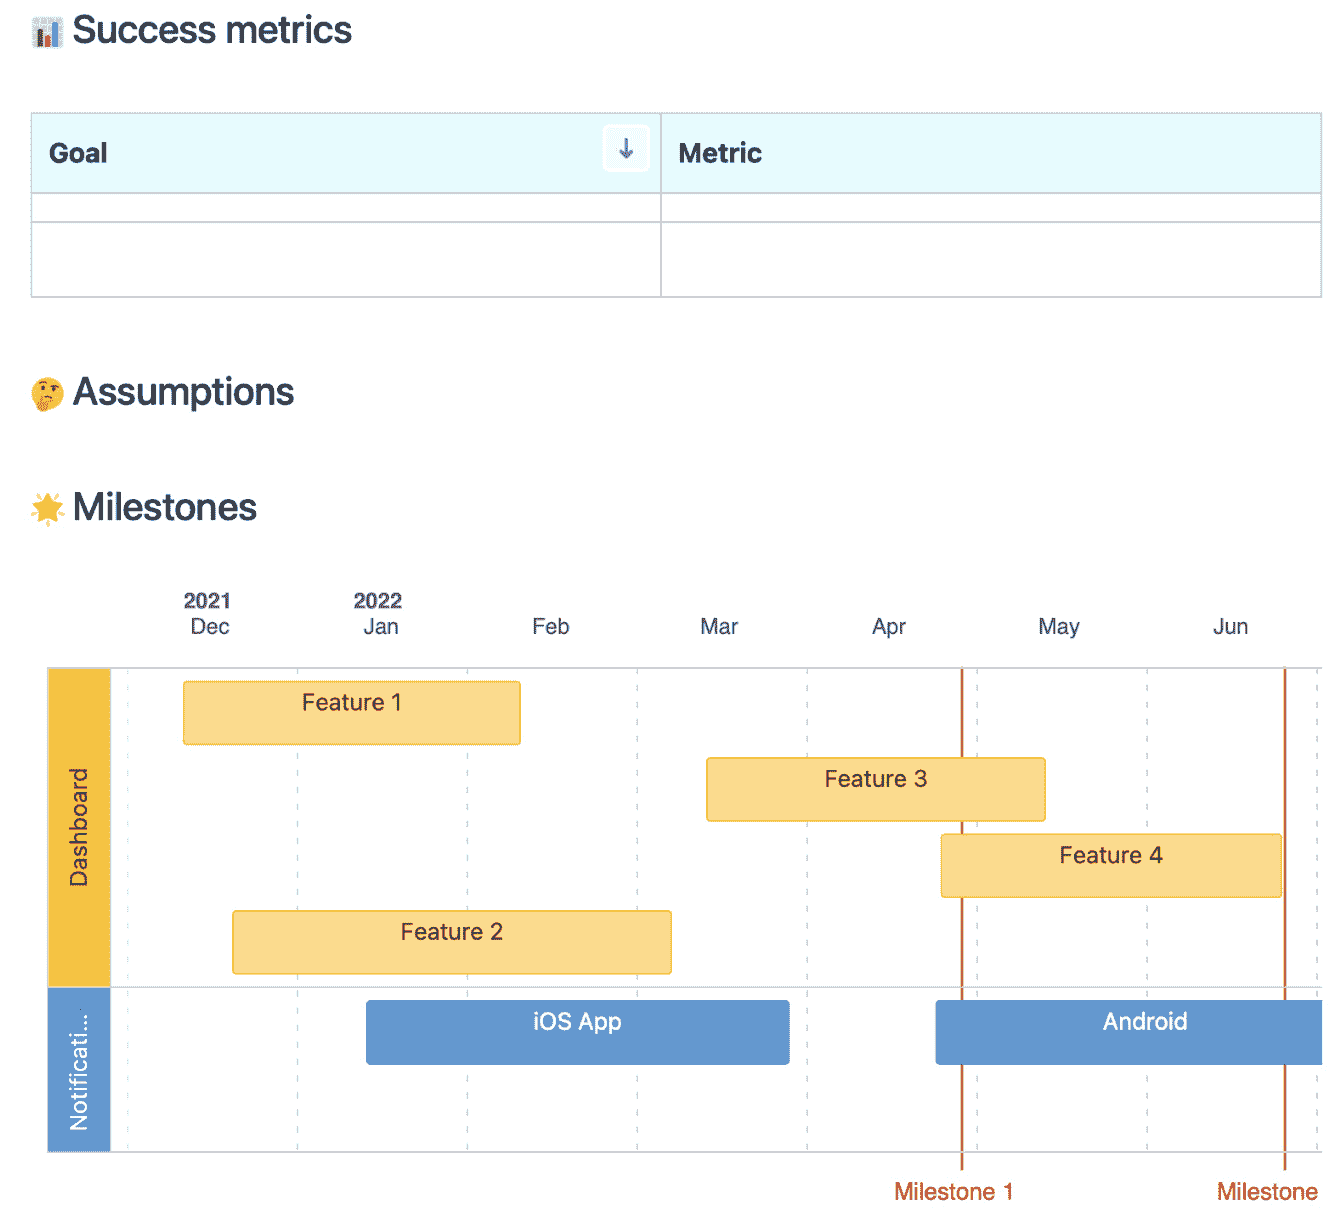 Success metrics
Goal
Metric
Assumptions
Milestones
2021
2022
Dec
Jan
Feb
Mar
Apr
May
Jun
Dashboard
Feature 1
Feature 3
Feature 4
Feature 2
Notificati...
iOS App
Android
Milestone 1
Milestone